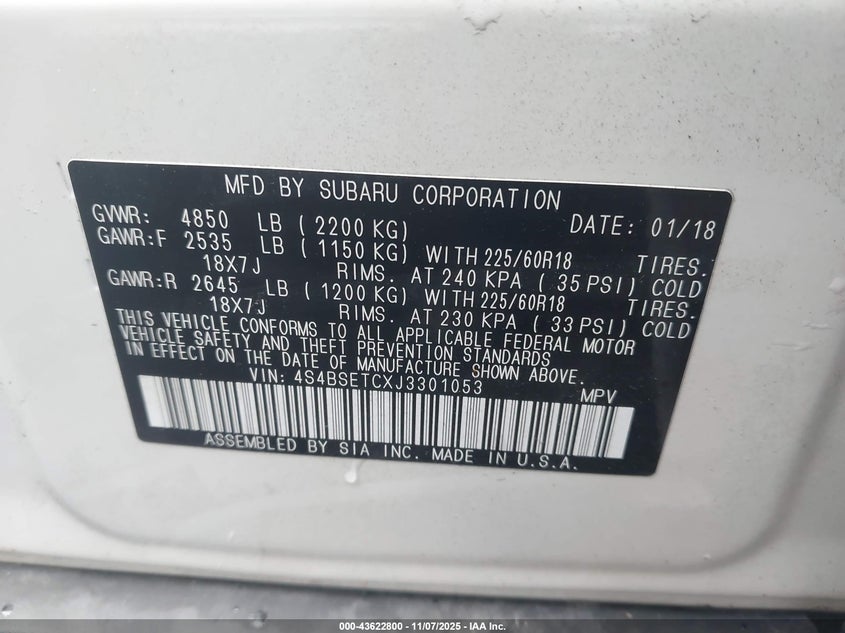 MFD BY SUBARU CORPORATION
GVWR: 4850 LB ( 2200 KG) DATE: 01/18
GAWR:F 2535 LB ( 1150 KG) WITH 225/60R18 TIRES.
18X7J RIMS. AT 240 KPA ( 35 PSI) COLD
GAWR:R 2645 LB ( 1200 KG) WITH 225/60R18 TIRES.
18X7J RIMS. AT 230 KPA ( 33 PSI) COLD
THIS VEHICLE CONFORMS TO ALL APPLICABLE FEDERAL MOTOR
VEHICLE SAFETY AND THEFT PREVENTION STANDARDS
IN EFFECT ON THE DATE OF MANUFACTURE SHOWN ABOVE.
VIN: 4S4BSETCXJ3301053 MPV
ASSEMBLED BY SIA INC. MADE IN U.S.A.
000-43622800 - 11/07/2025 - IAA Inc.